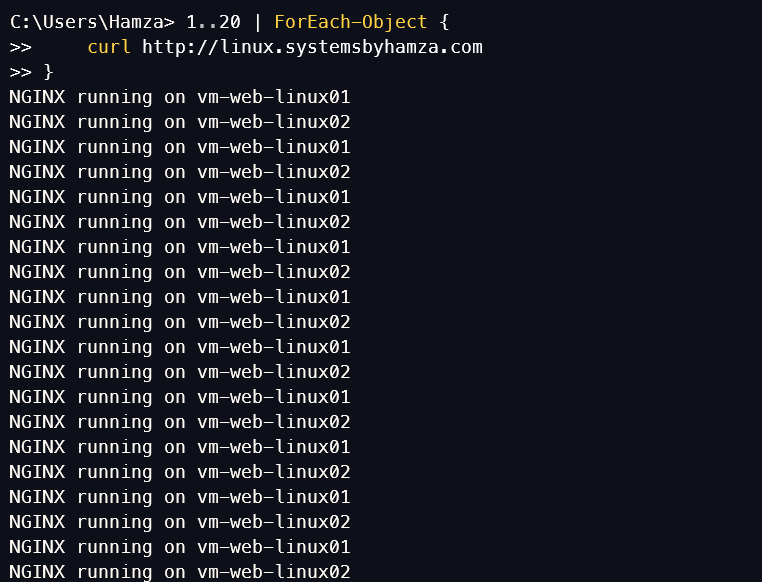 C:\Users\Hamza> 1..20 | ForEach-Object {
>>     curl http://linux.systemsbyhamza.com
>> }
NGINX running on vm-web-linux01
NGINX running on vm-web-linux02
NGINX running on vm-web-linux01
NGINX running on vm-web-linux02
NGINX running on vm-web-linux01
NGINX running on vm-web-linux02
NGINX running on vm-web-linux01
NGINX running on vm-web-linux02
NGINX running on vm-web-linux01
NGINX running on vm-web-linux02
NGINX running on vm-web-linux01
NGINX running on vm-web-linux02
NGINX running on vm-web-linux01
NGINX running on vm-web-linux02
NGINX running on vm-web-linux01
NGINX running on vm-web-linux02
NGINX running on vm-web-linux01
NGINX running on vm-web-linux02
NGINX running on vm-web-linux01
NGINX running on vm-web-linux02